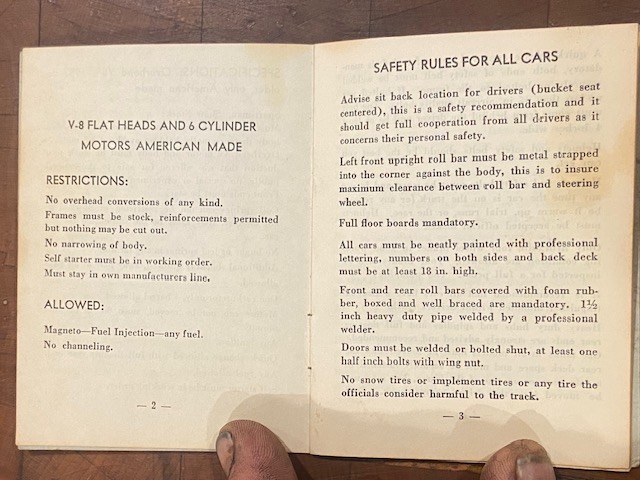 V-8 FLAT HEADS AND 6 CYLINDER
MOTORS AMERICAN MADE
RESTRICTIONS:
No overhead conversions of any kind.
Frames must be stock, reinforcements permitted
but nothing may be cut out.
No narrowing of body.
Self starter must be in working order.
Must stay in own manufacturers line.
ALLOWED:
Magneto—Fuel Injection—any fuel.
No channeling.
— 2 —
SAFETY RULES FOR ALL CARS
Advise sit back location for drivers (bucket seat
centered), this is a safety recommendation and it
should get full cooperation from all drivers as it
concerns their personal safety.
Left front upright roll bar must be metal strapped
into the corner against the body, this is to insure
maximum clearance between roll bar and steering
wheel.
Full floor boards mandatory.
All cars must be neatly painted with professional
lettering, numbers on both sides and back deck
must be at least 18 in. high.
Front and rear roll bars covered with foam rub-
ber, boxed and well braced are mandatory. 1½
inch heavy duty pipe welded by a professional
welder.
Doors must be welded or bolted shut, at least one
half inch bolts with wing nut.
No snow tires or implement tires or any tire the
officials consider harmful to the track.
— 3 —